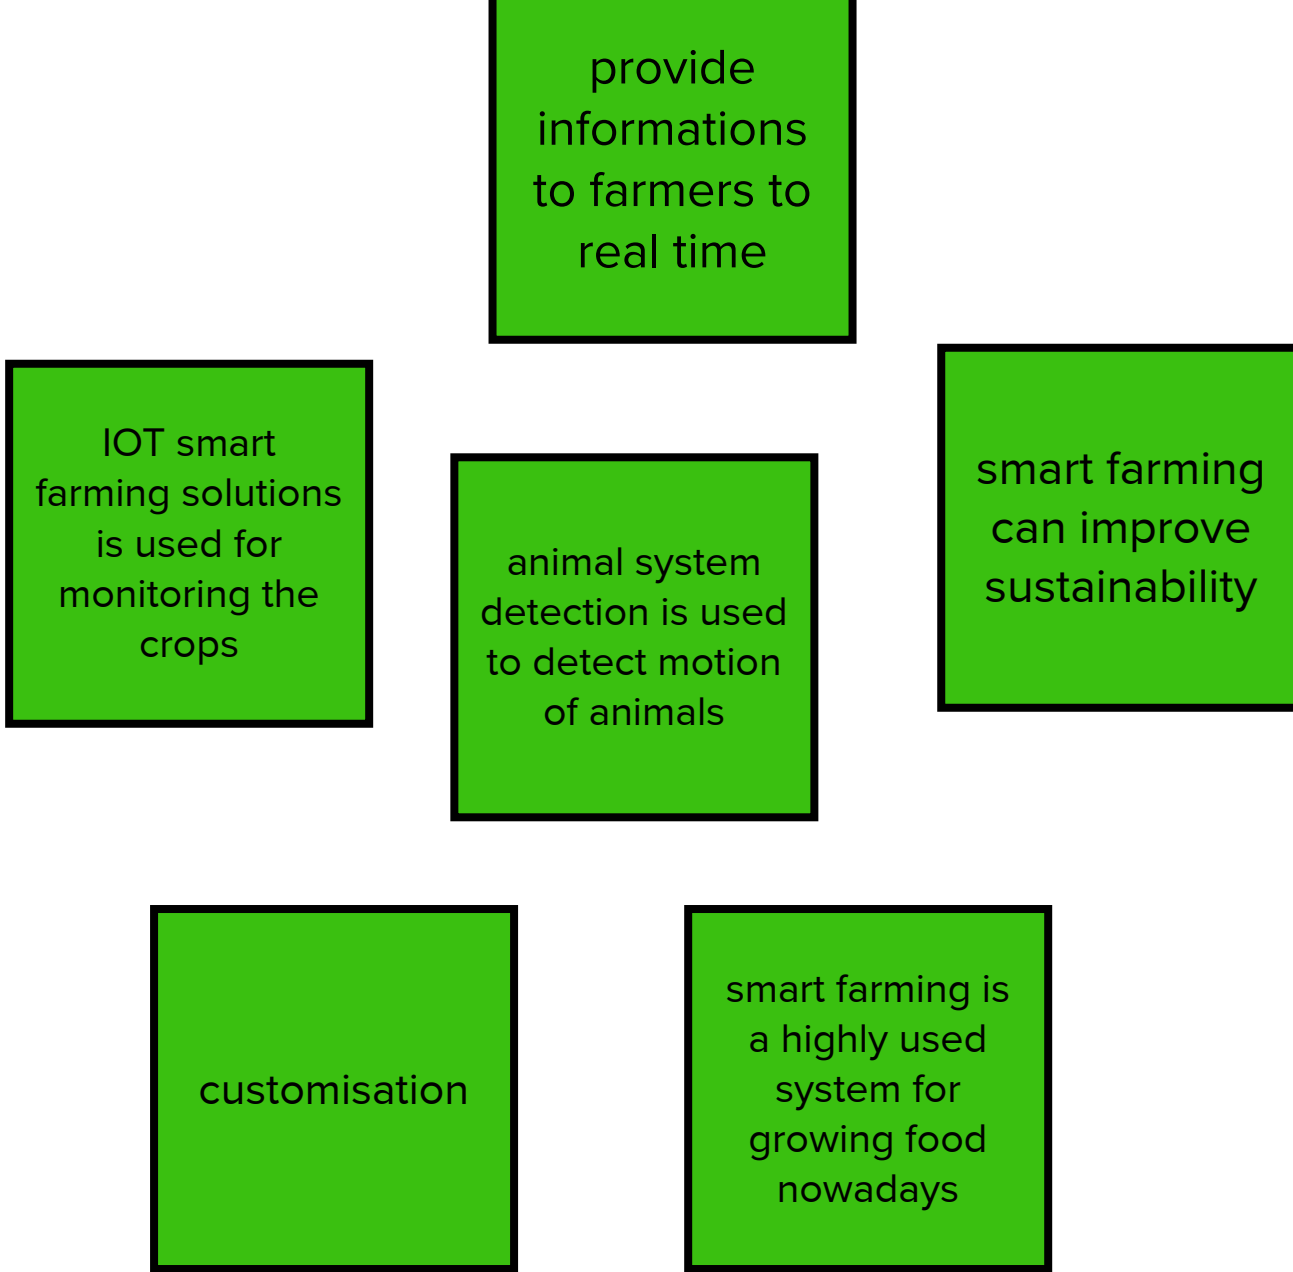 provide
informations
to farmers to
real time
IOT smart
farming solutions
is used for
monitoring the
crops
animal system
detection is used
to detect motion
of animals
smart farming
can improve
sustainability
customisation
smart farming is
a highly used
system for
growing food
nowadays